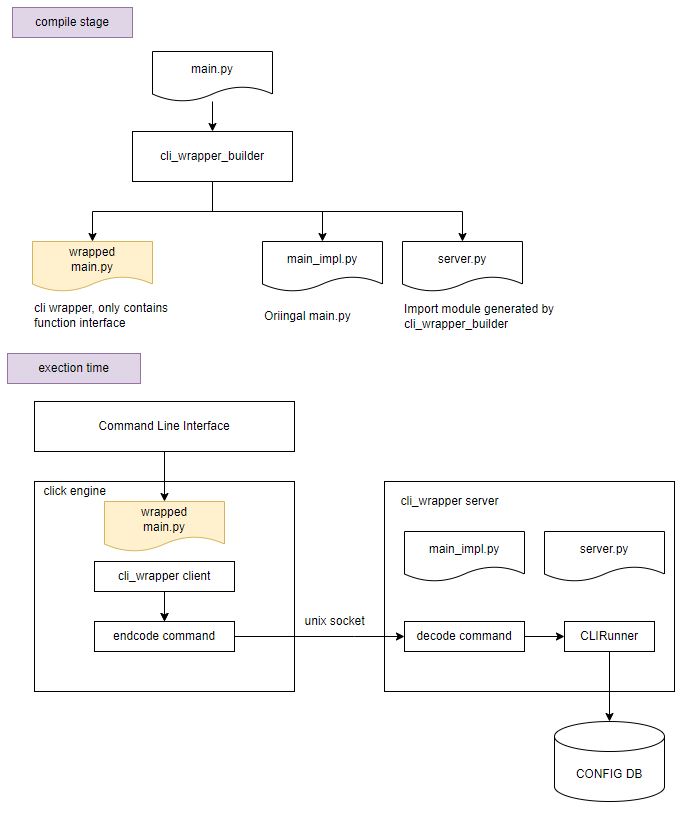 compile stage
main.py
cli_wrapper_builder
wrapped
main.py
main_impl.py
server.py
cli wrapper, only contains
function interface
Oriingal main.py
Import module generated by
cli_wrapper_builder
exection time
Command Line Interface
click engine
wrapped
main.py
cli_wrapper client
endcode command
unix socket
cli_wrapper server
main_impl.py
server.py
decode command
CLIRunner
CONFIG DB